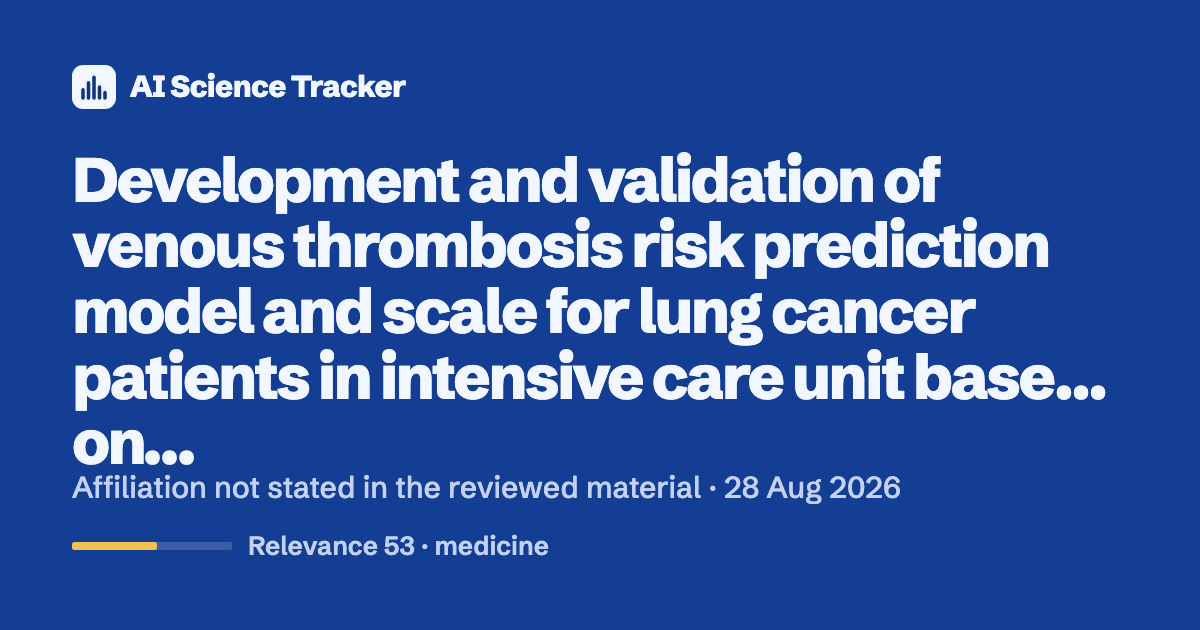 AI Science Tracker
Development and validation of
venous thrombosis risk prediction
model and scale for lung cancer
patients in intensive care unit base...
on...
Affiliation not stated in the reviewed material · 28 Aug 2026
Relevance 53 · medicine